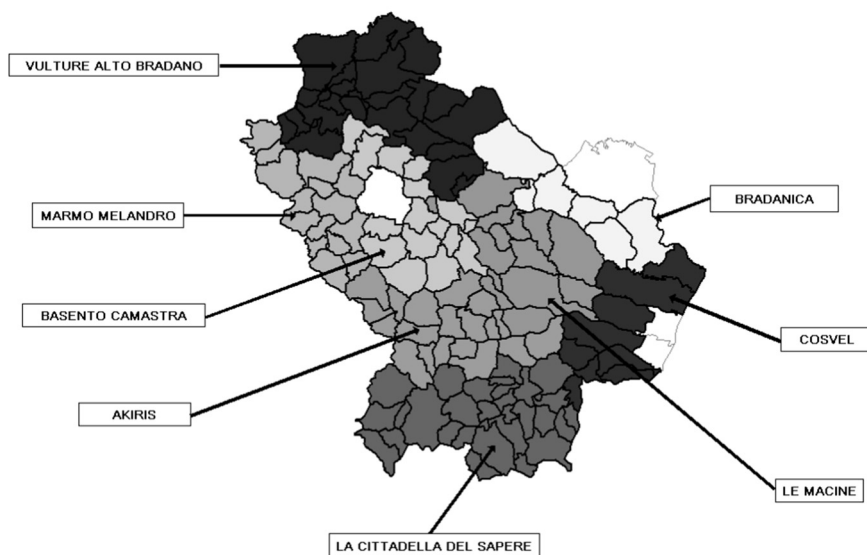 VULTURE ALTO BRADANO
BRADANICA
MARMO MELANDRO
BASENTO CAMASTRA
COSVEL
AKIRIS
LE MACINE
LA CITTADELLA DEL SAPERE